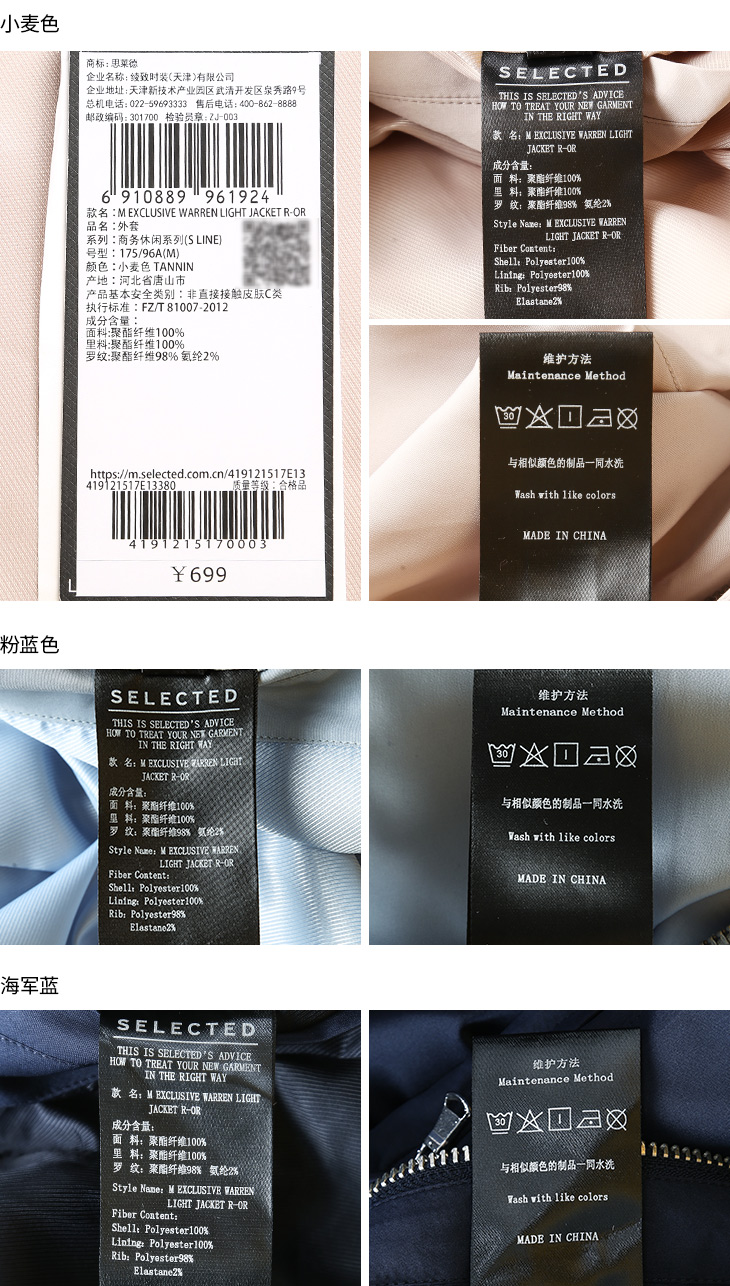 小麦色
商标：思莱德
企业名称：绫致时装(天津)有限公司
企业地址：天津新技术产业园区武清开发区泉秀路9号
总机电话：022-59693333 售后电话：400-862-8888
邮政编码：301700 检验员章：ZJ-003
6 910889 961924
款名：M EXCLUSIVE WARREN LIGHT JACKET R-OR
品名：外套
系列：商务休闲系列(S LINE)
号型：175/96A(M)
颜色：小麦色 TANNIN
产地：河北省唐山市
产品基本安全类别：非直接接触皮肤C类
执行标准：FZ/T 81007-2012
成分含量：
面料:聚酯纤维100%
里料:聚酯纤维100%
罗纹:聚酯纤维98% 氨纶2%
https://m.selected.com.cn/419121517E13
419121517E13380 质量等级：合格品
4191215170003
￥699
SELECTED
THIS IS SELECTED'S ADVICE
HOW TO TREAT YOUR NEW GARMENT
IN THE RIGHT WAY
款 名：M EXCLUSIVE WARREN LIGHT
JACKET R-OR
成分含量:
面 料：聚酯纤维100%
里 料：聚酯纤维100%
罗 纹：聚酯纤维98% 氨纶2%
Style Name: M EXCLUSIVE WARREN
LIGHT JACKET R-OR
Fiber Content:
Shell: Polyester100%
Lining: Polyester100%
Rib: Polyester98%
Elastane2%
维护方法
Maintenance Method
30
与相似颜色的制品一同水洗
Wash with like colors
MADE IN CHINA
粉蓝色
SELECTED
THIS IS SELECTED'S ADVICE
HOW TO TREAT YOUR NEW GARMENT
IN THE RIGHT WAY
款 名：M EXCLUSIVE WARREN LIGHT
JACKET R-OR
成分含量:
面 料：聚酯纤维100%
里 料：聚酯纤维100%
罗 纹：聚酯纤维98% 氨纶2%
Style Name: M EXCLUSIVE WARREN
LIGHT JACKET R-OR
Fiber Content:
Shell: Polyester100%
Lining: Polyester100%
Rib: Polyester98%
Elastane2%
维护方法
Maintenance Method
30
与相似颜色的制品一同水洗
Wash with like colors
MADE IN CHINA
海军蓝
SELECTED
THIS IS SELECTED'S ADVICE
HOW TO TREAT YOUR NEW GARMENT
IN THE RIGHT WAY
款 名：M EXCLUSIVE WARREN LIGHT
JACKET R-OR
成分含量:
面 料：聚酯纤维100%
里 料：聚酯纤维100%
罗 纹：聚酯纤维98% 氨纶2%
Style Name: M EXCLUSIVE WARREN
LIGHT JACKET R-OR
Fiber Content:
Shell: Polyester100%
Lining: Polyester100%
Rib: Polyester98%
Elastane2%
维护方法
Maintenance Method
30
与相似颜色的制品一同水洗
Wash with like colors
MADE IN CHINA